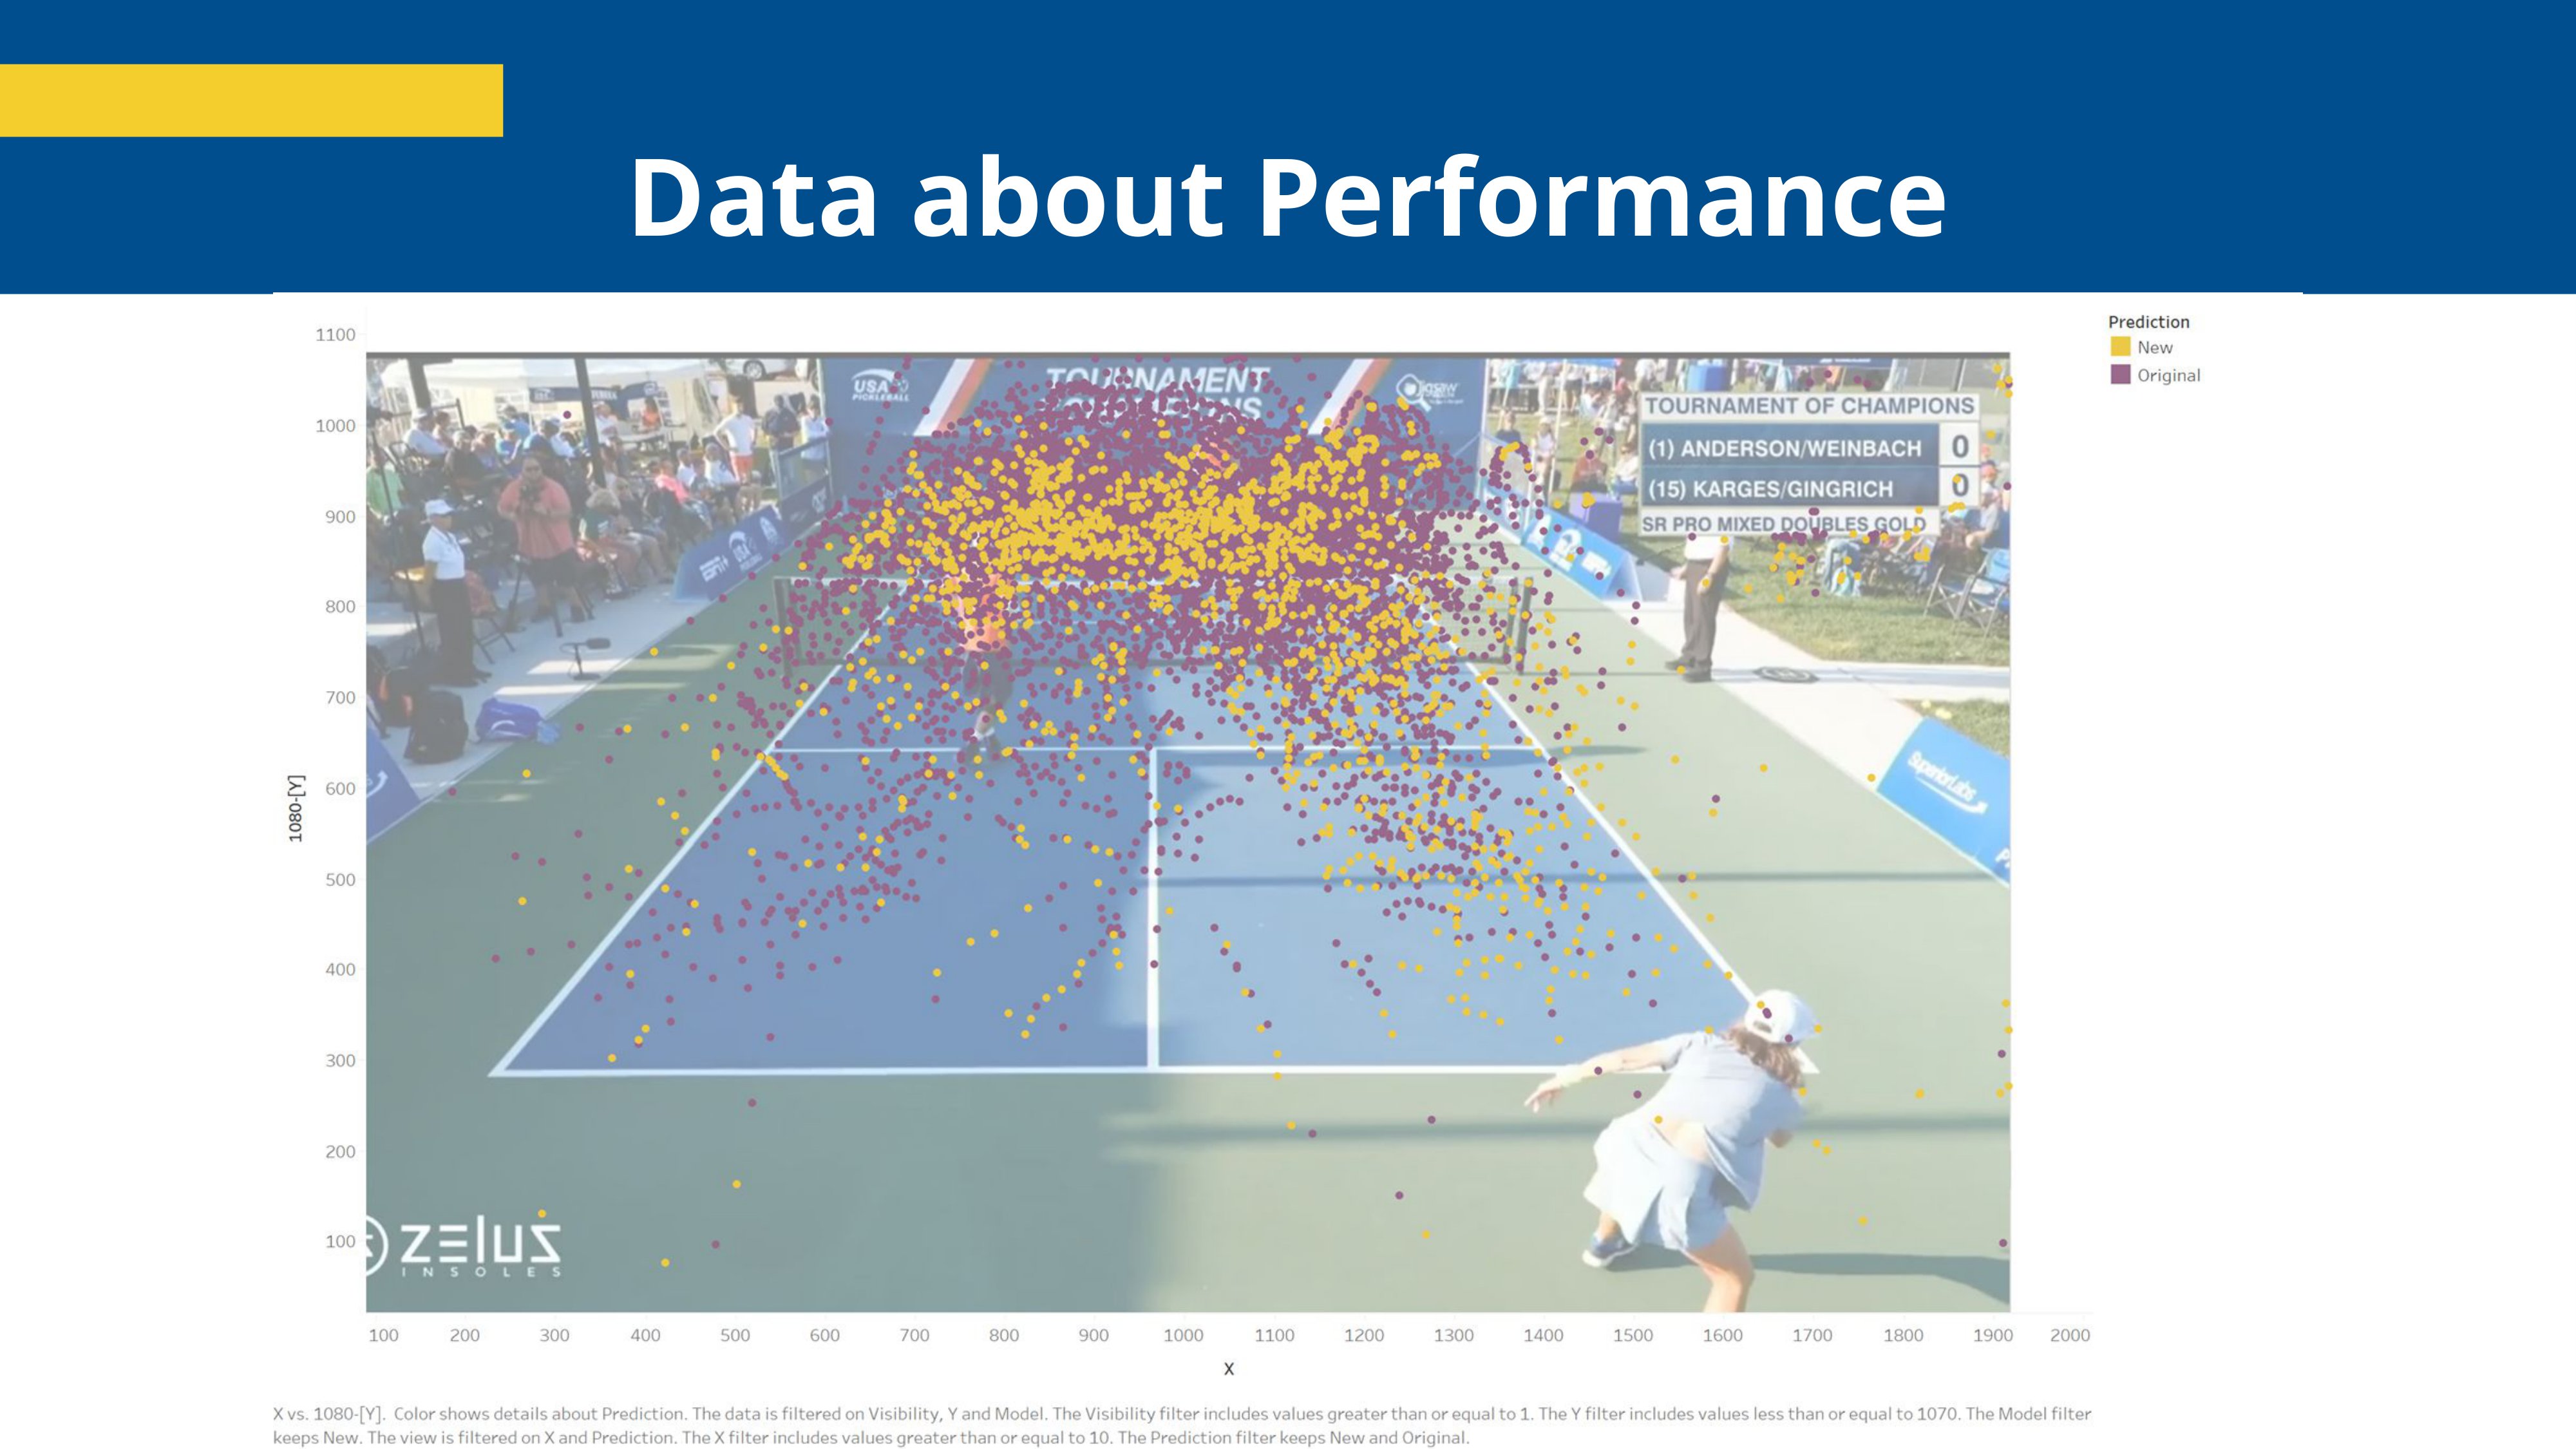 Data about Performance
Prediction
New
Original
1100
1000
900
800
700
600
500
400
300
200
100
1080-[Y]
USA
PICKLEBALL
TOURNAMENT
Jigsaw
TOURNAMENT OF CHAMPIONS
(1) ANDERSON/WEINBACH 0
(15) KARGES/GINGRICH 0
SR PRO MIXED DOUBLES GOLD
SuperiorLabs
zelus
INSOLES
100 200 300 400 500 600 700 800 900 1000 1100 1200 1300 1400 1500 1600 1700 1800 1900 2000
X
X vs. 1080-[Y]. Color shows details about Prediction. The data is filtered on Visibility, Y and Model. The Visibility filter includes values greater than or equal to 1. The Y filter includes values less than or equal to 1070. The Model filter
keeps New. The view is filtered on X and Prediction. The X filter includes values greater than or equal to 10. The Prediction filter keeps New and Original.